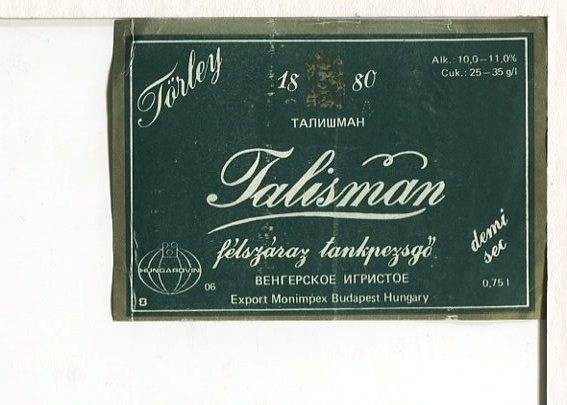 Törley
18 80
Alk.: 10,0–11,0%
Cuk.: 25–35 g/l
ТАЛИШМАН
Talisman
félszáraz tankpezsgő
demi
sec
HUNGAROVIN
06
ВЕНГЕРСКОЕ ИГРИСТОЕ
0,75 l
8
Export Monimpex Budapest Hungary